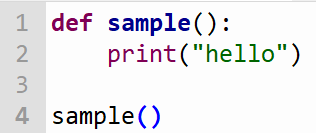 1 def sample():
2     print("hello")
3
4 sample()